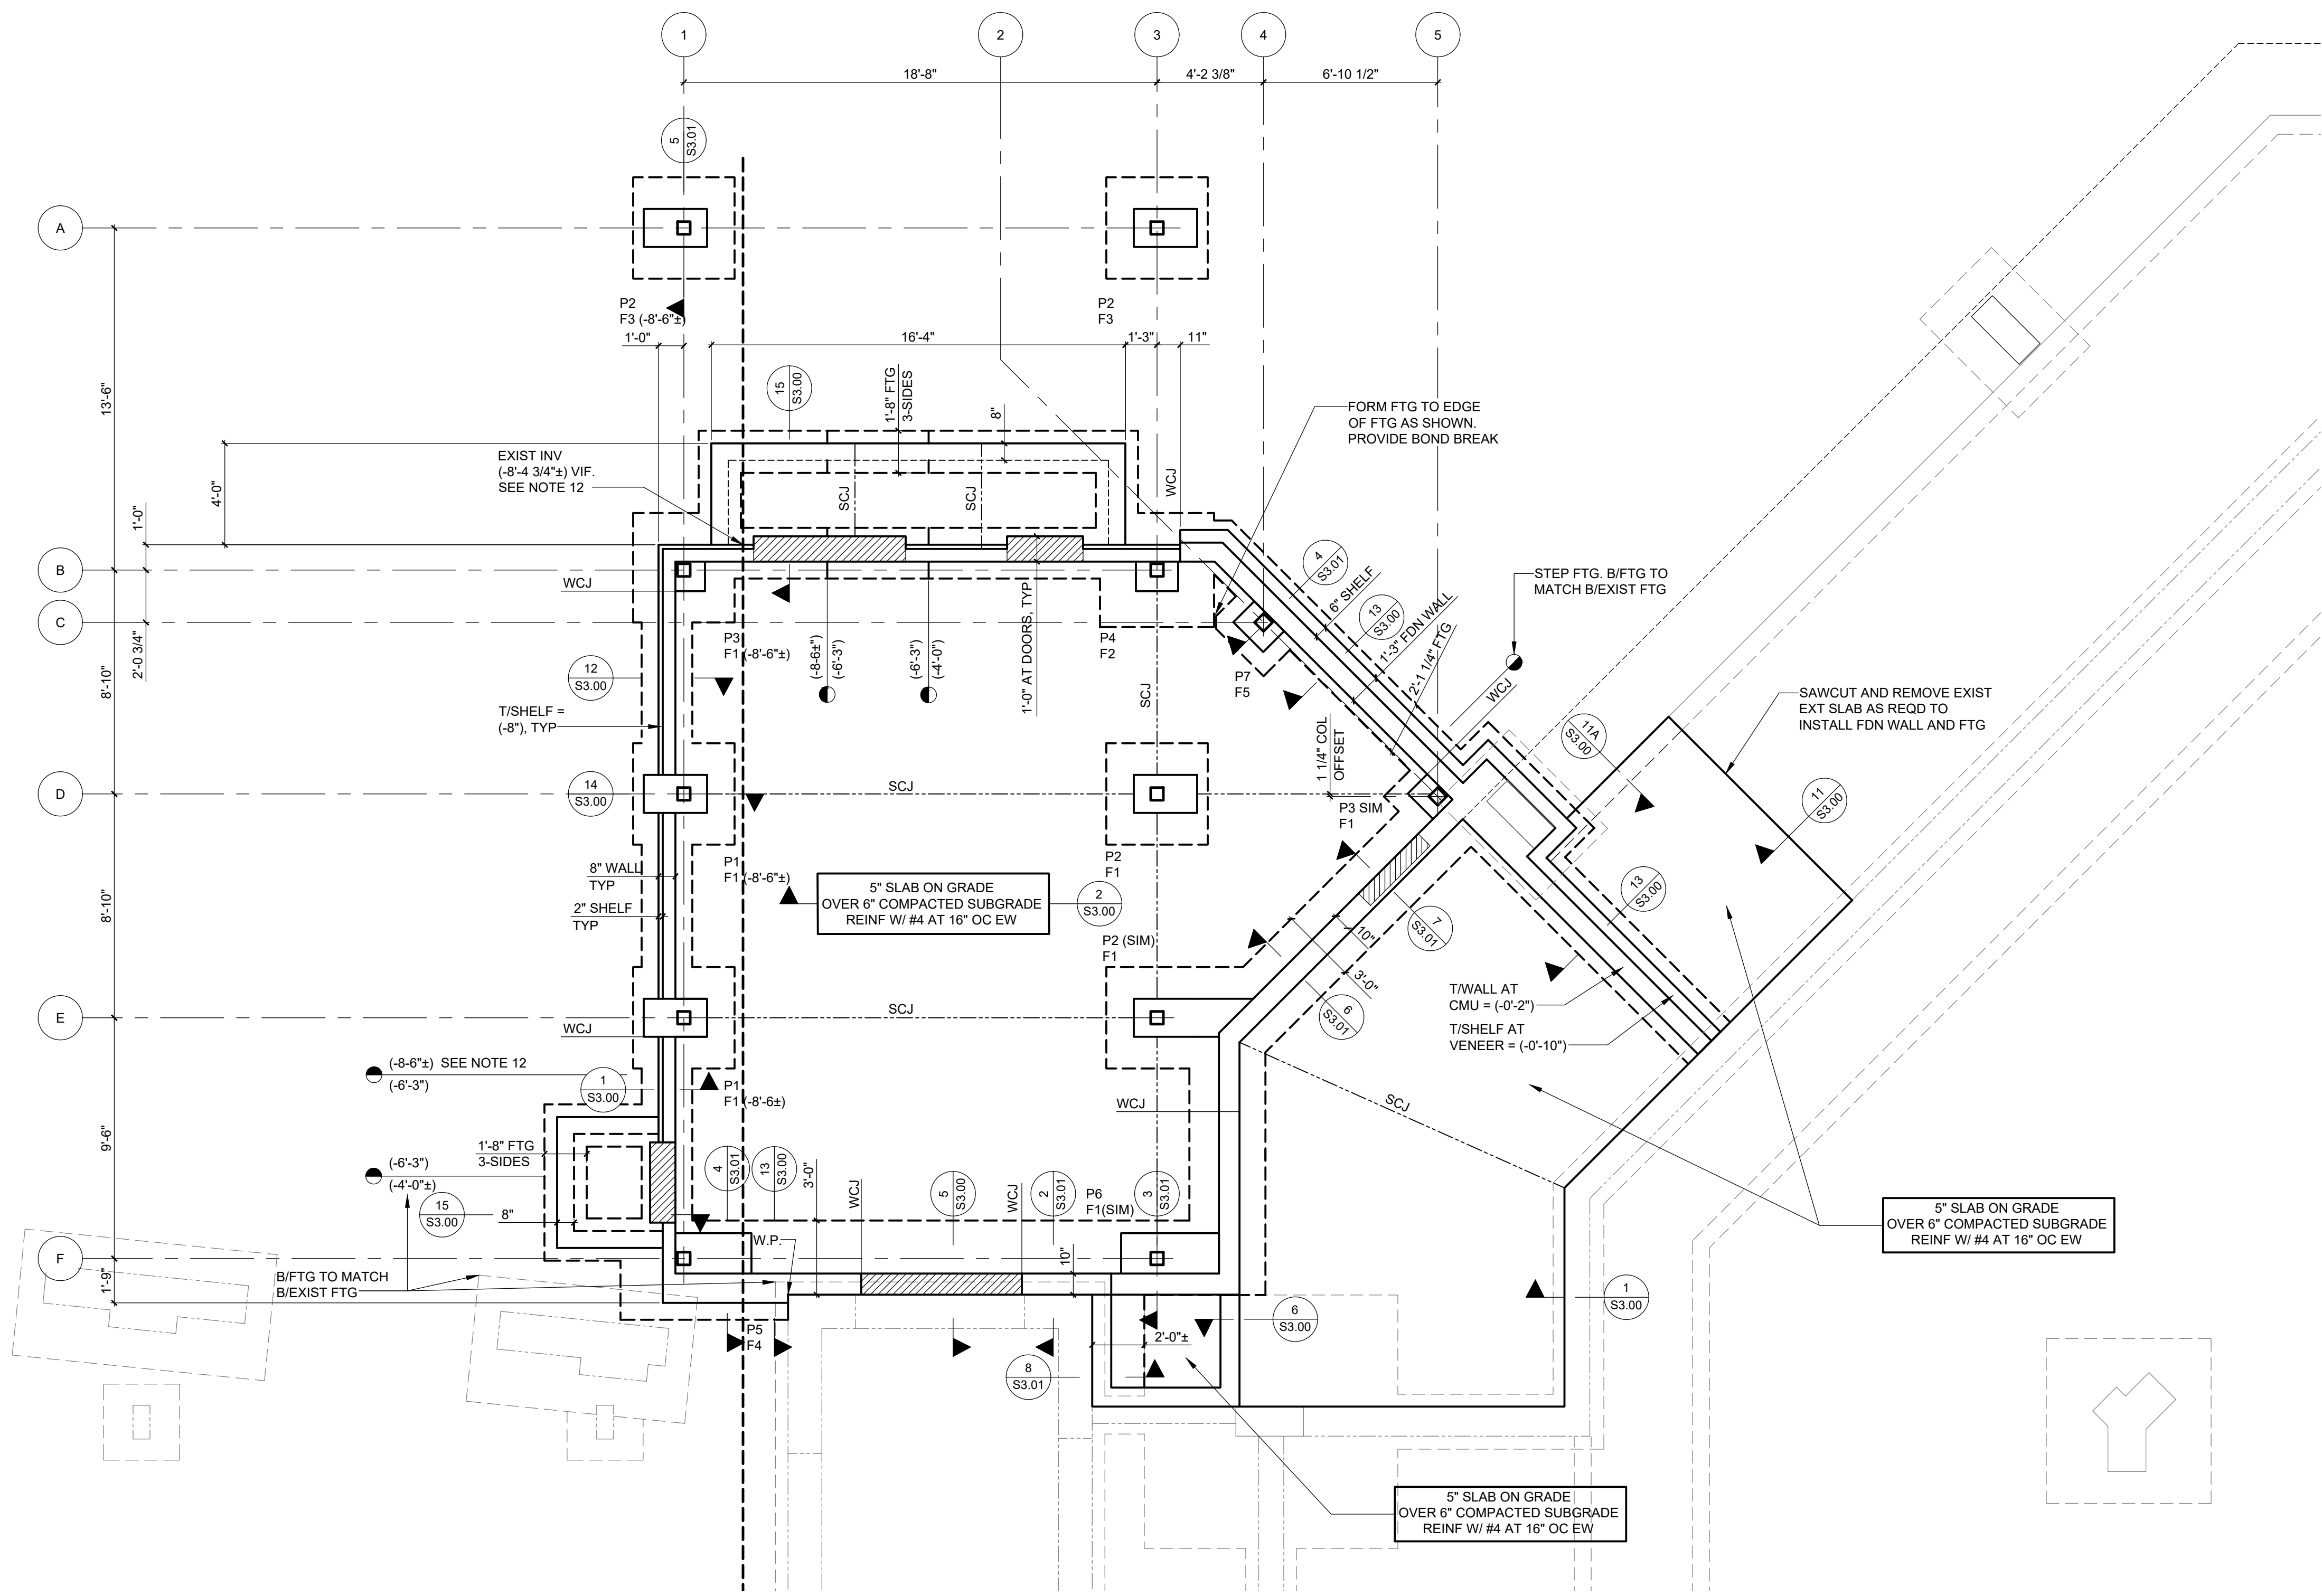 1
2
3
4
5
18'-8"
4'-2 3/8"
6'-10 1/2"
5
S3.01
A
P2
F3 (-8'-6"±)
P2
F3
1'-0"
16'-4"
1'-3"
11"
13'-6"
15
S3.00
1'-8" FTG
3-SIDES
8"
FORM FTG TO EDGE
OF FTG AS SHOWN.
PROVIDE BOND BREAK
EXIST INV
(-8'-4 3/4"±) VIF.
SEE NOTE 12
4'-0"
1'-0"
SCJ
SCJ
WCJ
B
WCJ
4
S3.01
6" SHELF
13
S3.00
1'-3" FDN WALL
2'-1 1/4" FTG
STEP FTG. B/FTG TO
MATCH B/EXIST FTG
C
2'-0 3/4"
8'-10"
P3
F1 (-8'-6"±)
(-8-6±")
(-6'-3")
(-6'-3")
(-4'-0")
1'-0" AT DOORS, TYP
P4
F2
SCJ
P7
F5
WCJ
12
S3.00
T/SHELF =
(-8"), TYP
SAWCUT AND REMOVE EXIST
EXT SLAB AS REQD TO
INSTALL FDN WALL AND FTG
11A
S3.00
1 1/4" COL
OFFSET
D
14
S3.00
SCJ
P3 SIM
F1
11
S3.00
8" WALL
TYP
2" SHELF
TYP
P1
F1 (-8'-6"±)
5" SLAB ON GRADE
OVER 6" COMPACTED SUBGRADE
REINF W/ #4 AT 16" OC EW
2
S3.00
P2
F1
8'-10"
P2 (SIM)
F1
10"
3'-0"
7
S3.01
13
S3.00
6
S3.01
T/WALL AT
CMU = (-0'-2")
T/SHELF AT
VENEER = (-0'-10")
E
SCJ
WCJ
(-8-6"±) SEE NOTE 12
(-6'-3")
1
S3.00
P1
F1 (-8'-6±)
WCJ
SCJ
9'-6"
1'-8" FTG
3-SIDES
(-6'-3")
(-4'-0"±)
15
S3.00
8"
4
S3.01
13
S3.00
3'-0"
WCJ
5
S3.00
WCJ
2
S3.01
P6
F1(SIM)
3
S3.01
5" SLAB ON GRADE
OVER 6" COMPACTED SUBGRADE
REINF W/ #4 AT 16" OC EW
F
W.P.
10"
1'-9"
B/FTG TO MATCH
B/EXIST FTG
P5
F4
2'-0"±
6
S3.00
1
S3.00
8
S3.01
5" SLAB ON GRADE
OVER 6" COMPACTED SUBGRADE
REINF W/ #4 AT 16" OC EW